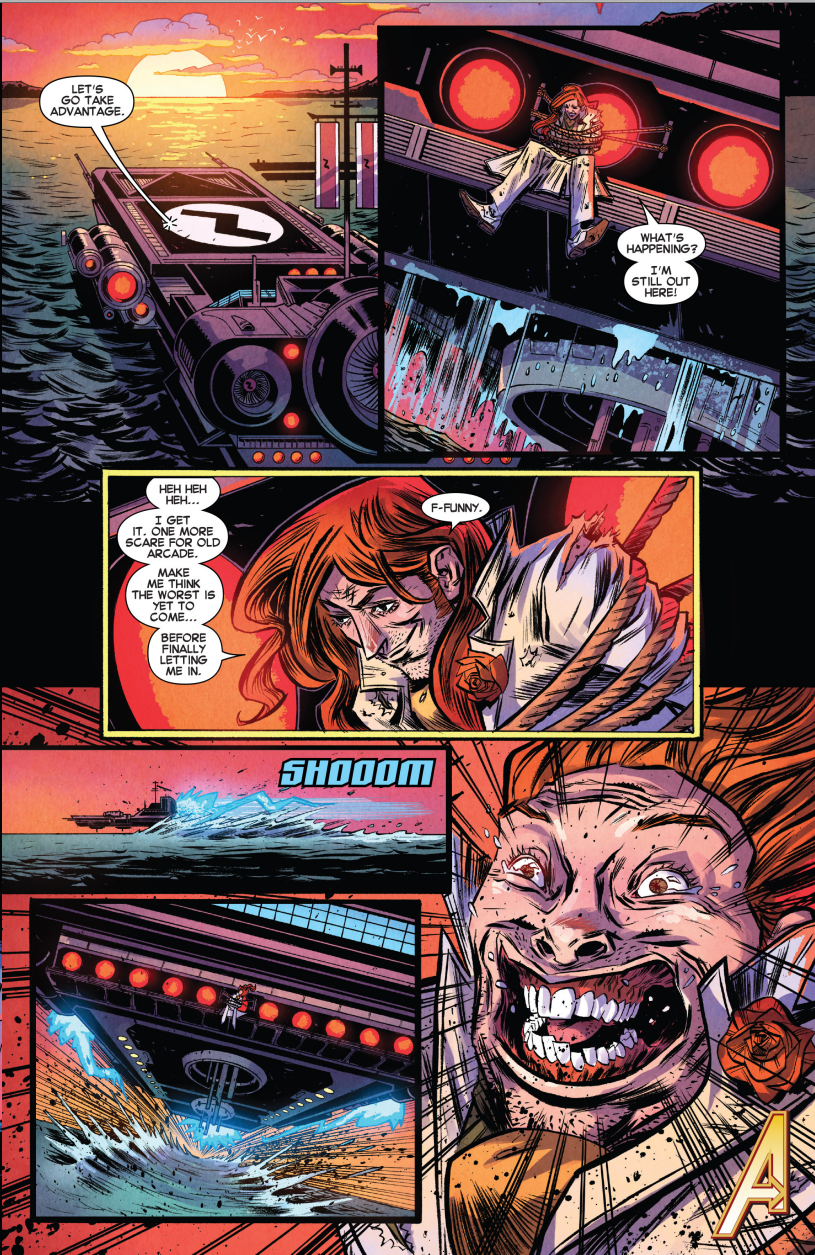 LET'S
GO TAKE
ADVANTAGE.
WHAT'S
HAPPENING?
I'M
STILL OUT
HERE!
HEH HEH
HEH...
I GET
IT. ONE MORE
SCARE FOR OLD
ARCADE.
MAKE
ME THINK
THE WORST IS
YET TO
COME...
BEFORE
FINALLY
LETTING
ME IN.
F-FUNNY.
SHOOOM
A